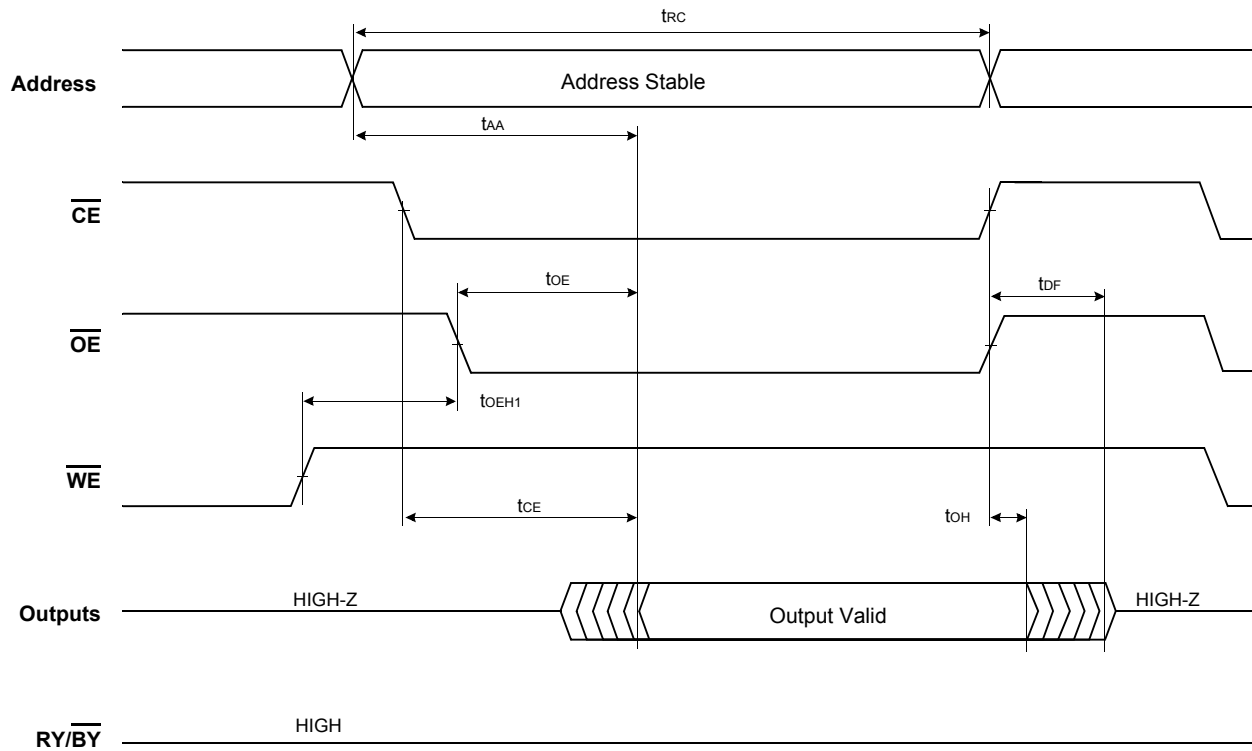 tRC
Address
Address Stable
tAA
CE
tOE
tDF
OE
tOEH1
WE
tCE
tOH
Outputs
HIGH-Z
Output Valid
HIGH-Z
HIGH
RY/BY